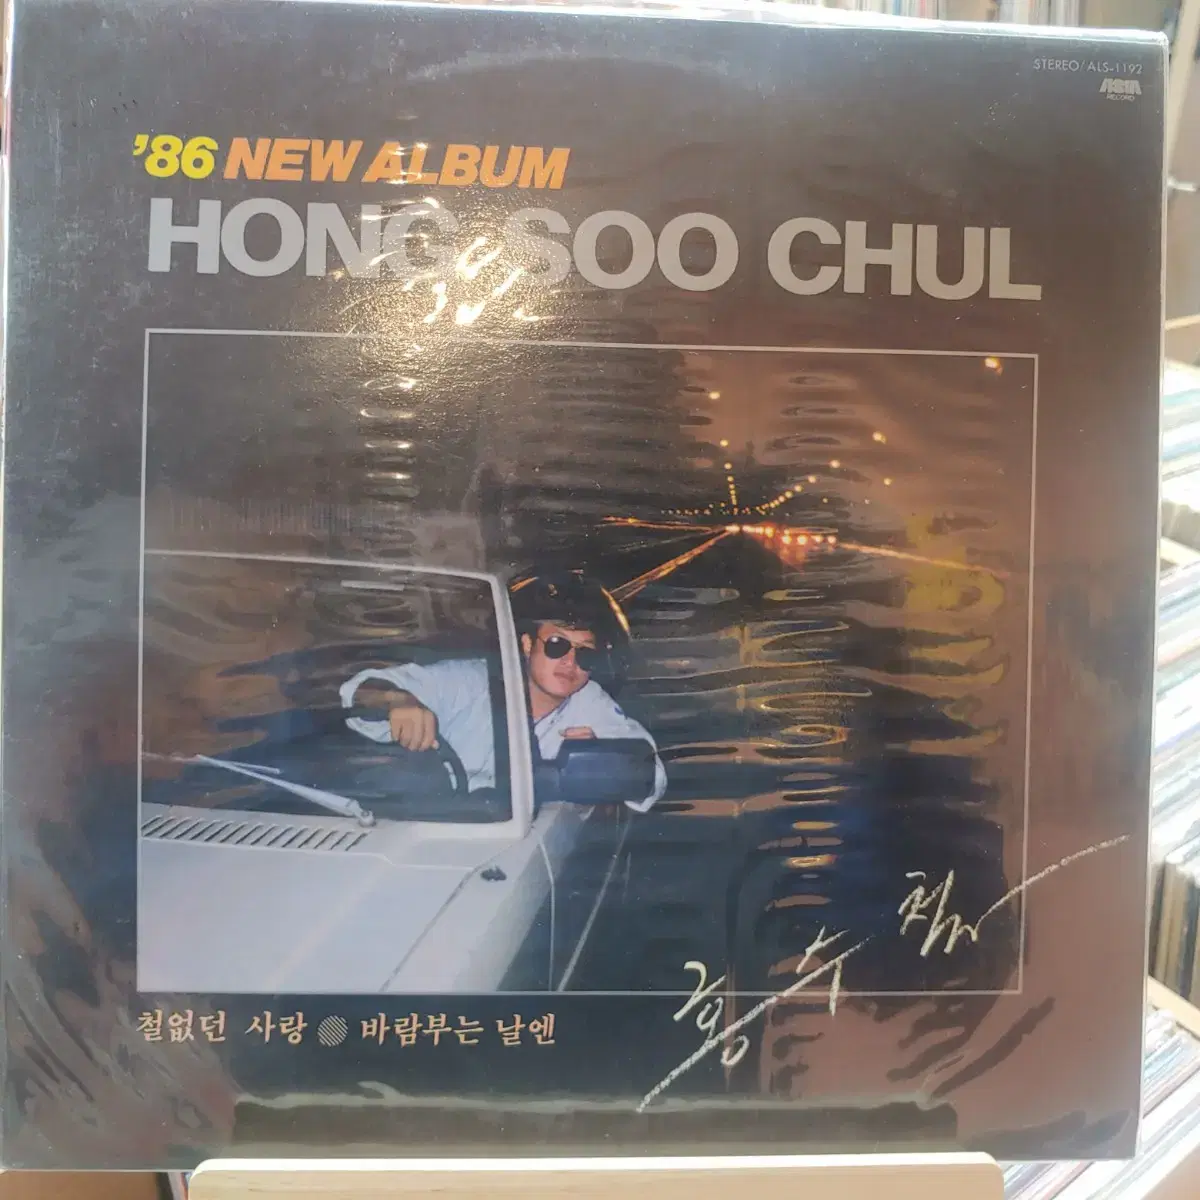 STEREO/ALS-1192
ASIA
RECORD
'86 NEW ALBUM
HONG SOO CHUL
홍수철
철없던 사랑 바람부는 날엔